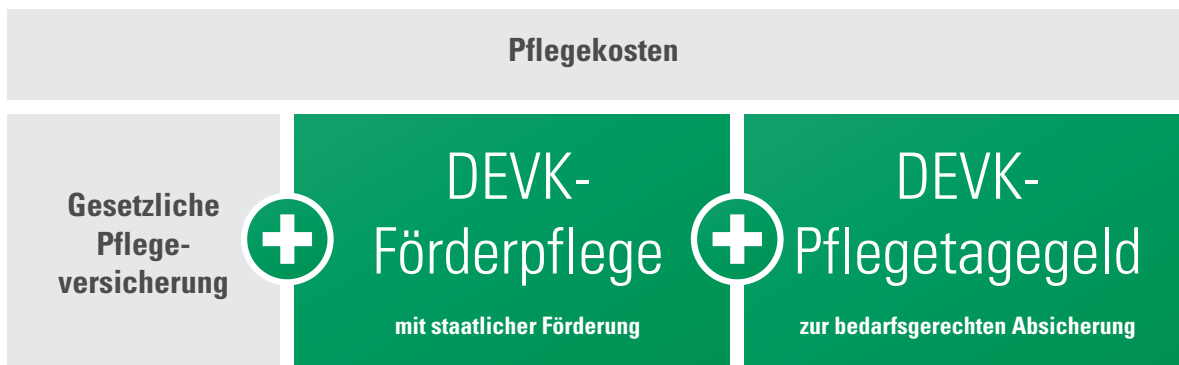 Pflegekosten
Gesetzliche
Pflege-
versicherung
DEVK-
Förderpflege
mit staatlicher Förderung
DEVK-
Pflegetagegeld
zur bedarfsgerechten Absicherung